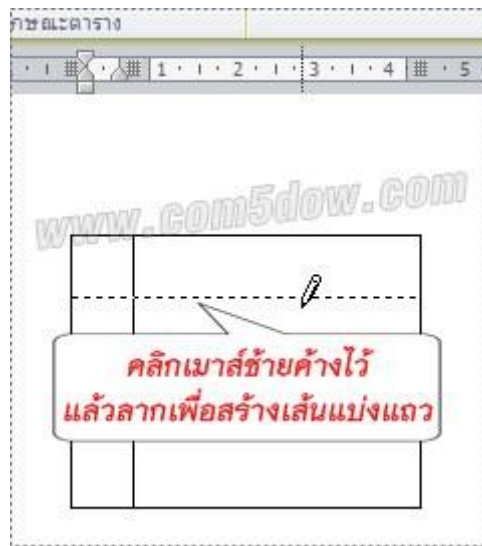 กษณะตาราง
· ι · 1 · ι · 2 · ι · 3 · ι · 4 · 5
www.com5dow.com
คลิกเมาส์ซ้ายค้างไว้
แล้วลากเพื่อสร้างเส้นแบ่งแถว